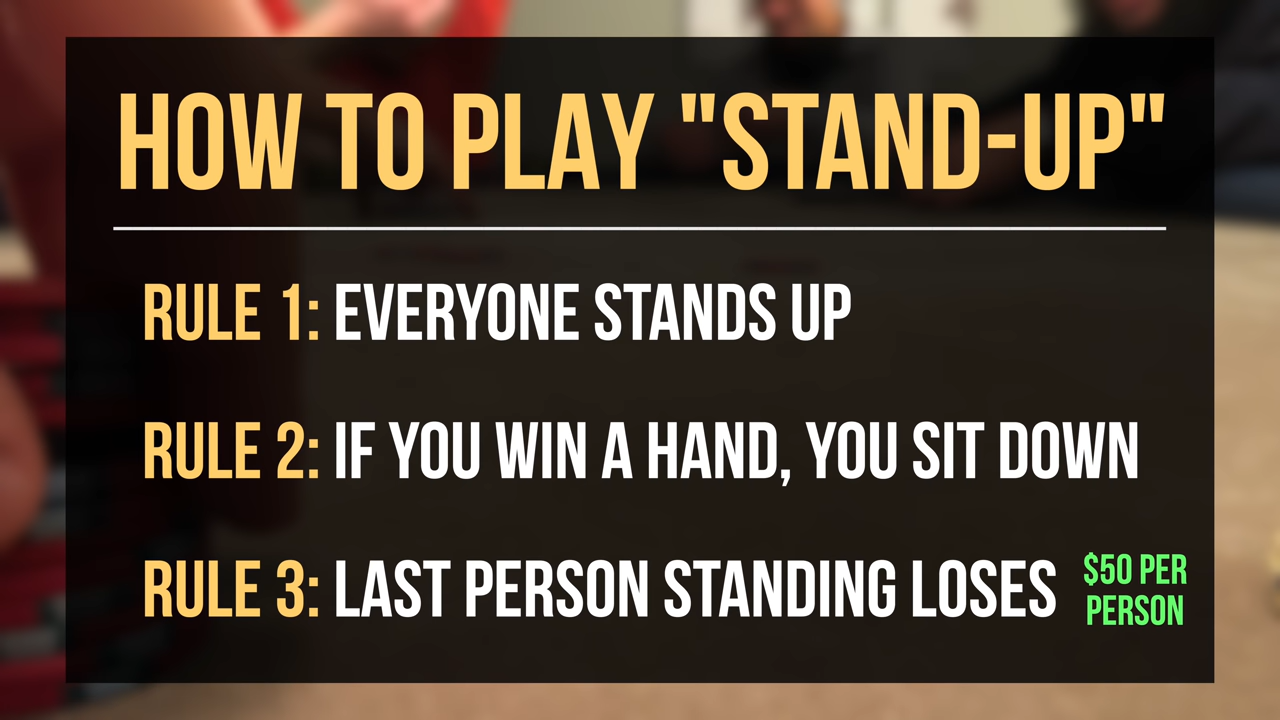 HOW TO PLAY "STAND-UP"
RULE 1: EVERYONE STANDS UP
RULE 2: IF YOU WIN A HAND, YOU SIT DOWN
RULE 3: LAST PERSON STANDING LOSES
$50 PER
PERSON